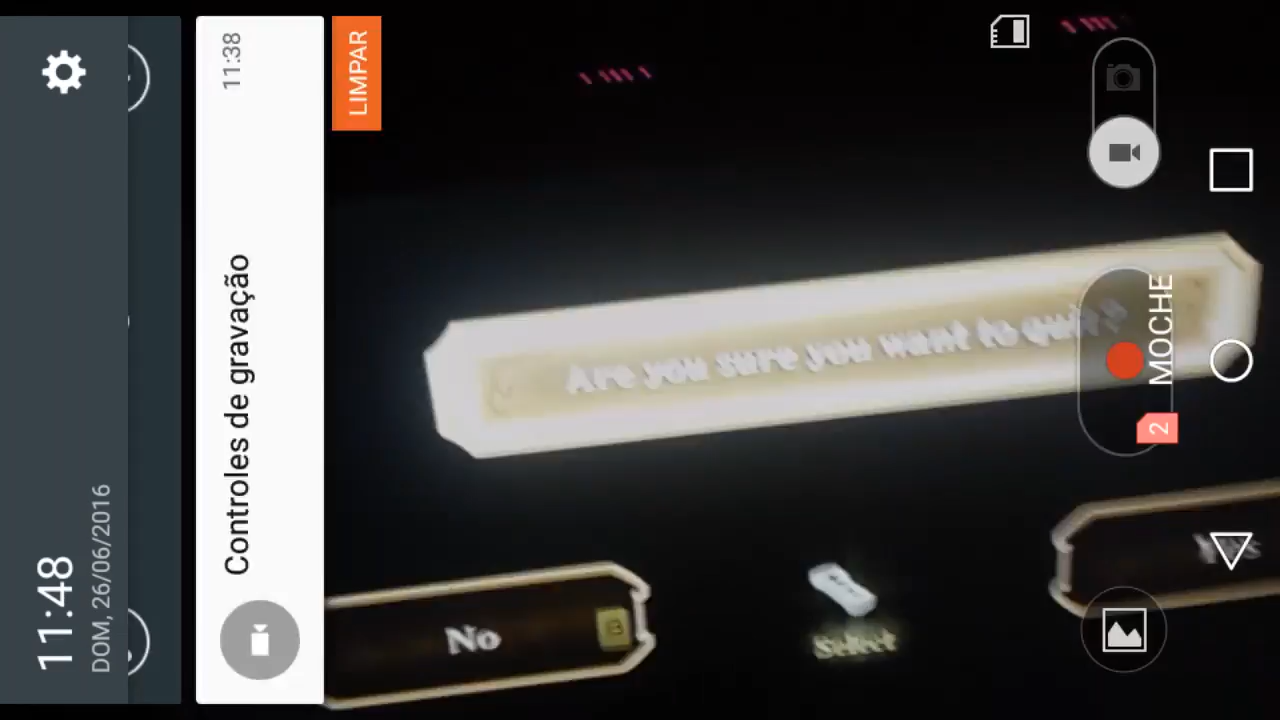 11:48
DOM, 26/06/2016
Controles de gravação
11:38
LIMPAR
Are you sure you want to quit?
No
B
Select
Yes
MOCHE
2